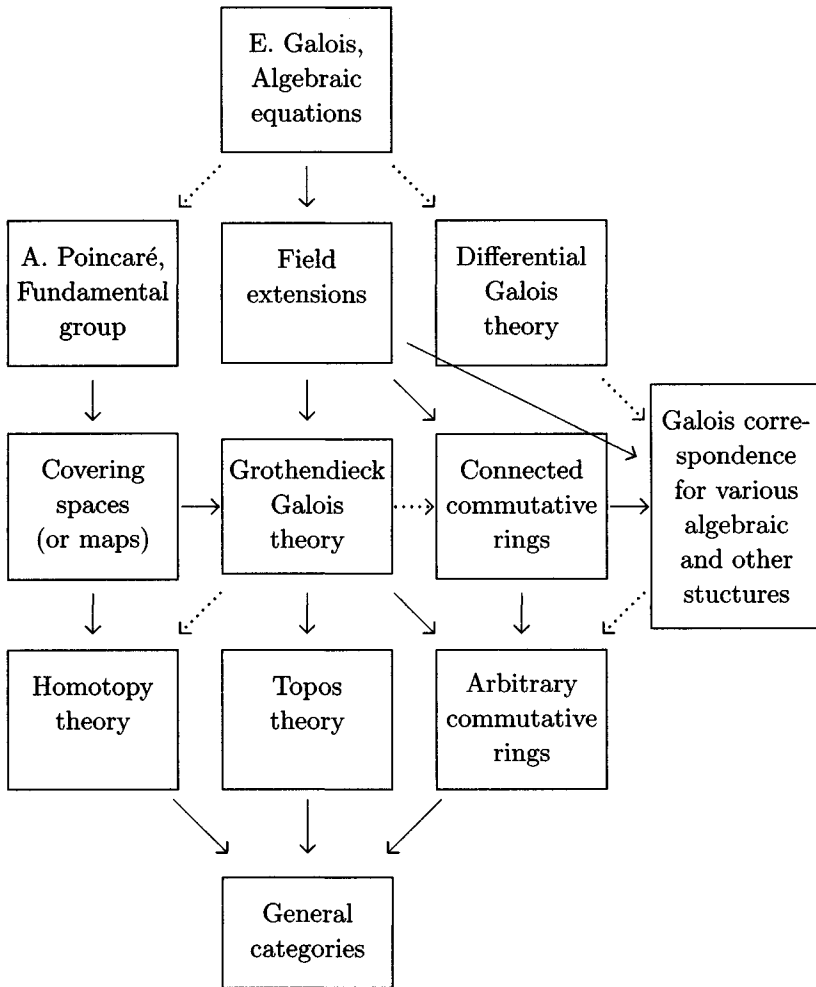 E. Galois,
Algebraic
equations
A. Poincaré,
Fundamental
group
Field
extensions
Differential
Galois
theory
Covering
spaces
(or maps)
Grothendieck
Galois
theory
Connected
commutative
rings
Galois corre-
spondence
for various
algebraic
and other
stuctures
Homotopy
theory
Topos
theory
Arbitrary
commutative
rings
General
categories